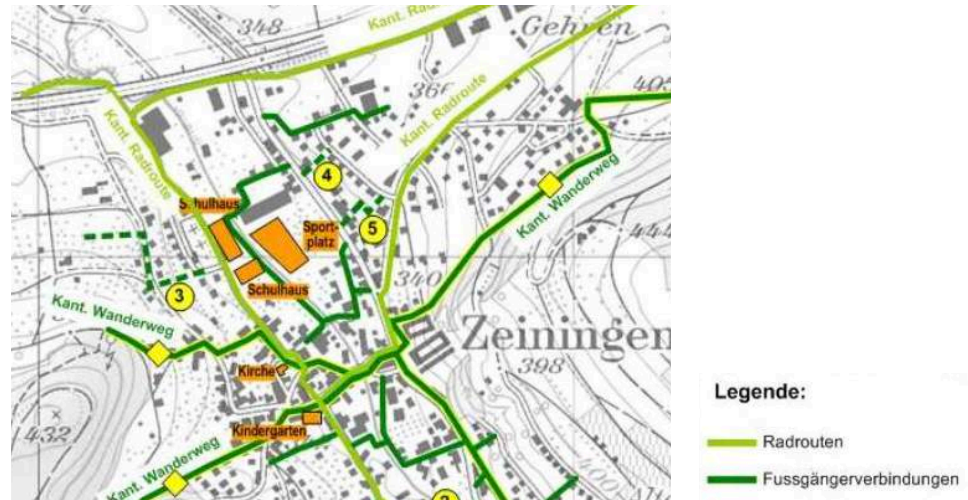 348
Kant. Radroute
Gehren
366
Kant. Radroute
405
Kant. Radroute
4
Kant. Wanderweg
Schulhaus
Sport-
platz
5
444
3
Schulhaus
340
Kant. Wanderweg
Zeiningen
398
Kirche
432
Kindergarten
Kant. Wanderweg
Legende:
Radrouten
Fussgängerverbindungen